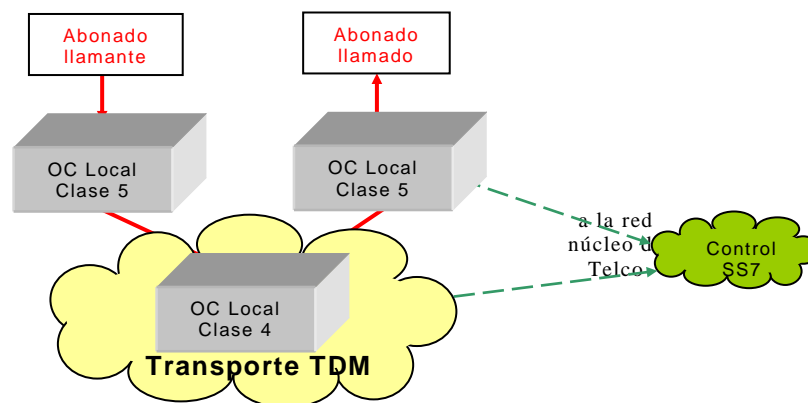 Abonado
llamante
Abonado
llamado
OC Local
Clase 5
OC Local
Clase 5
a la red
núcleo d
Telco
Control
SS7
OC Local
Clase 4
Transporte TDM